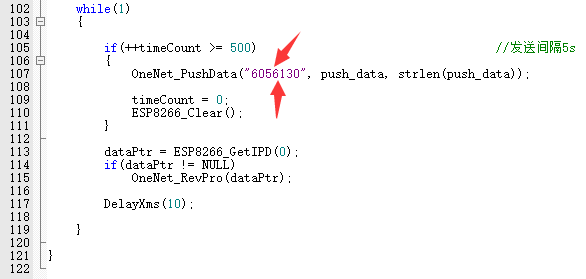 102 while(1)
103 {
104
105 if(++timeCount >= 500) //发送间隔5s
106 {
107 OneNet_PushData("6056130", push_data, strlen(push_data));
108
109 timeCount = 0;
110 ESP8266_Clear();
111 }
112
113 dataPtr = ESP8266_GetIPD(0);
114 if(dataPtr != NULL)
115 OneNet_RevPro(dataPtr);
116
117 DelayXms(10);
118
119 }
120
121 }
122